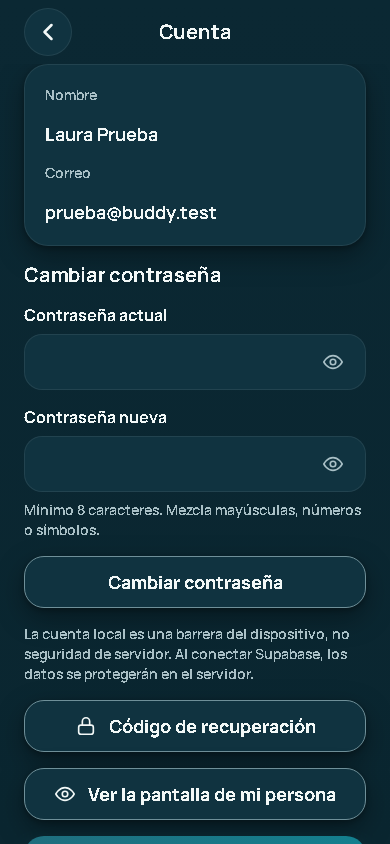 Cuenta
Nombre
Laura Prueba
Correo
prueba@buddy.test
Cambiar contraseña
Contraseña actual
Contraseña nueva
Mínimo 8 caracteres. Mezcla mayúsculas, números
o símbolos.
Cambiar contraseña
La cuenta local es una barrera del dispositivo, no
seguridad de servidor. Al conectar Supabase, los
datos se protegerán en el servidor.
Código de recuperación
Ver la pantalla de mi persona